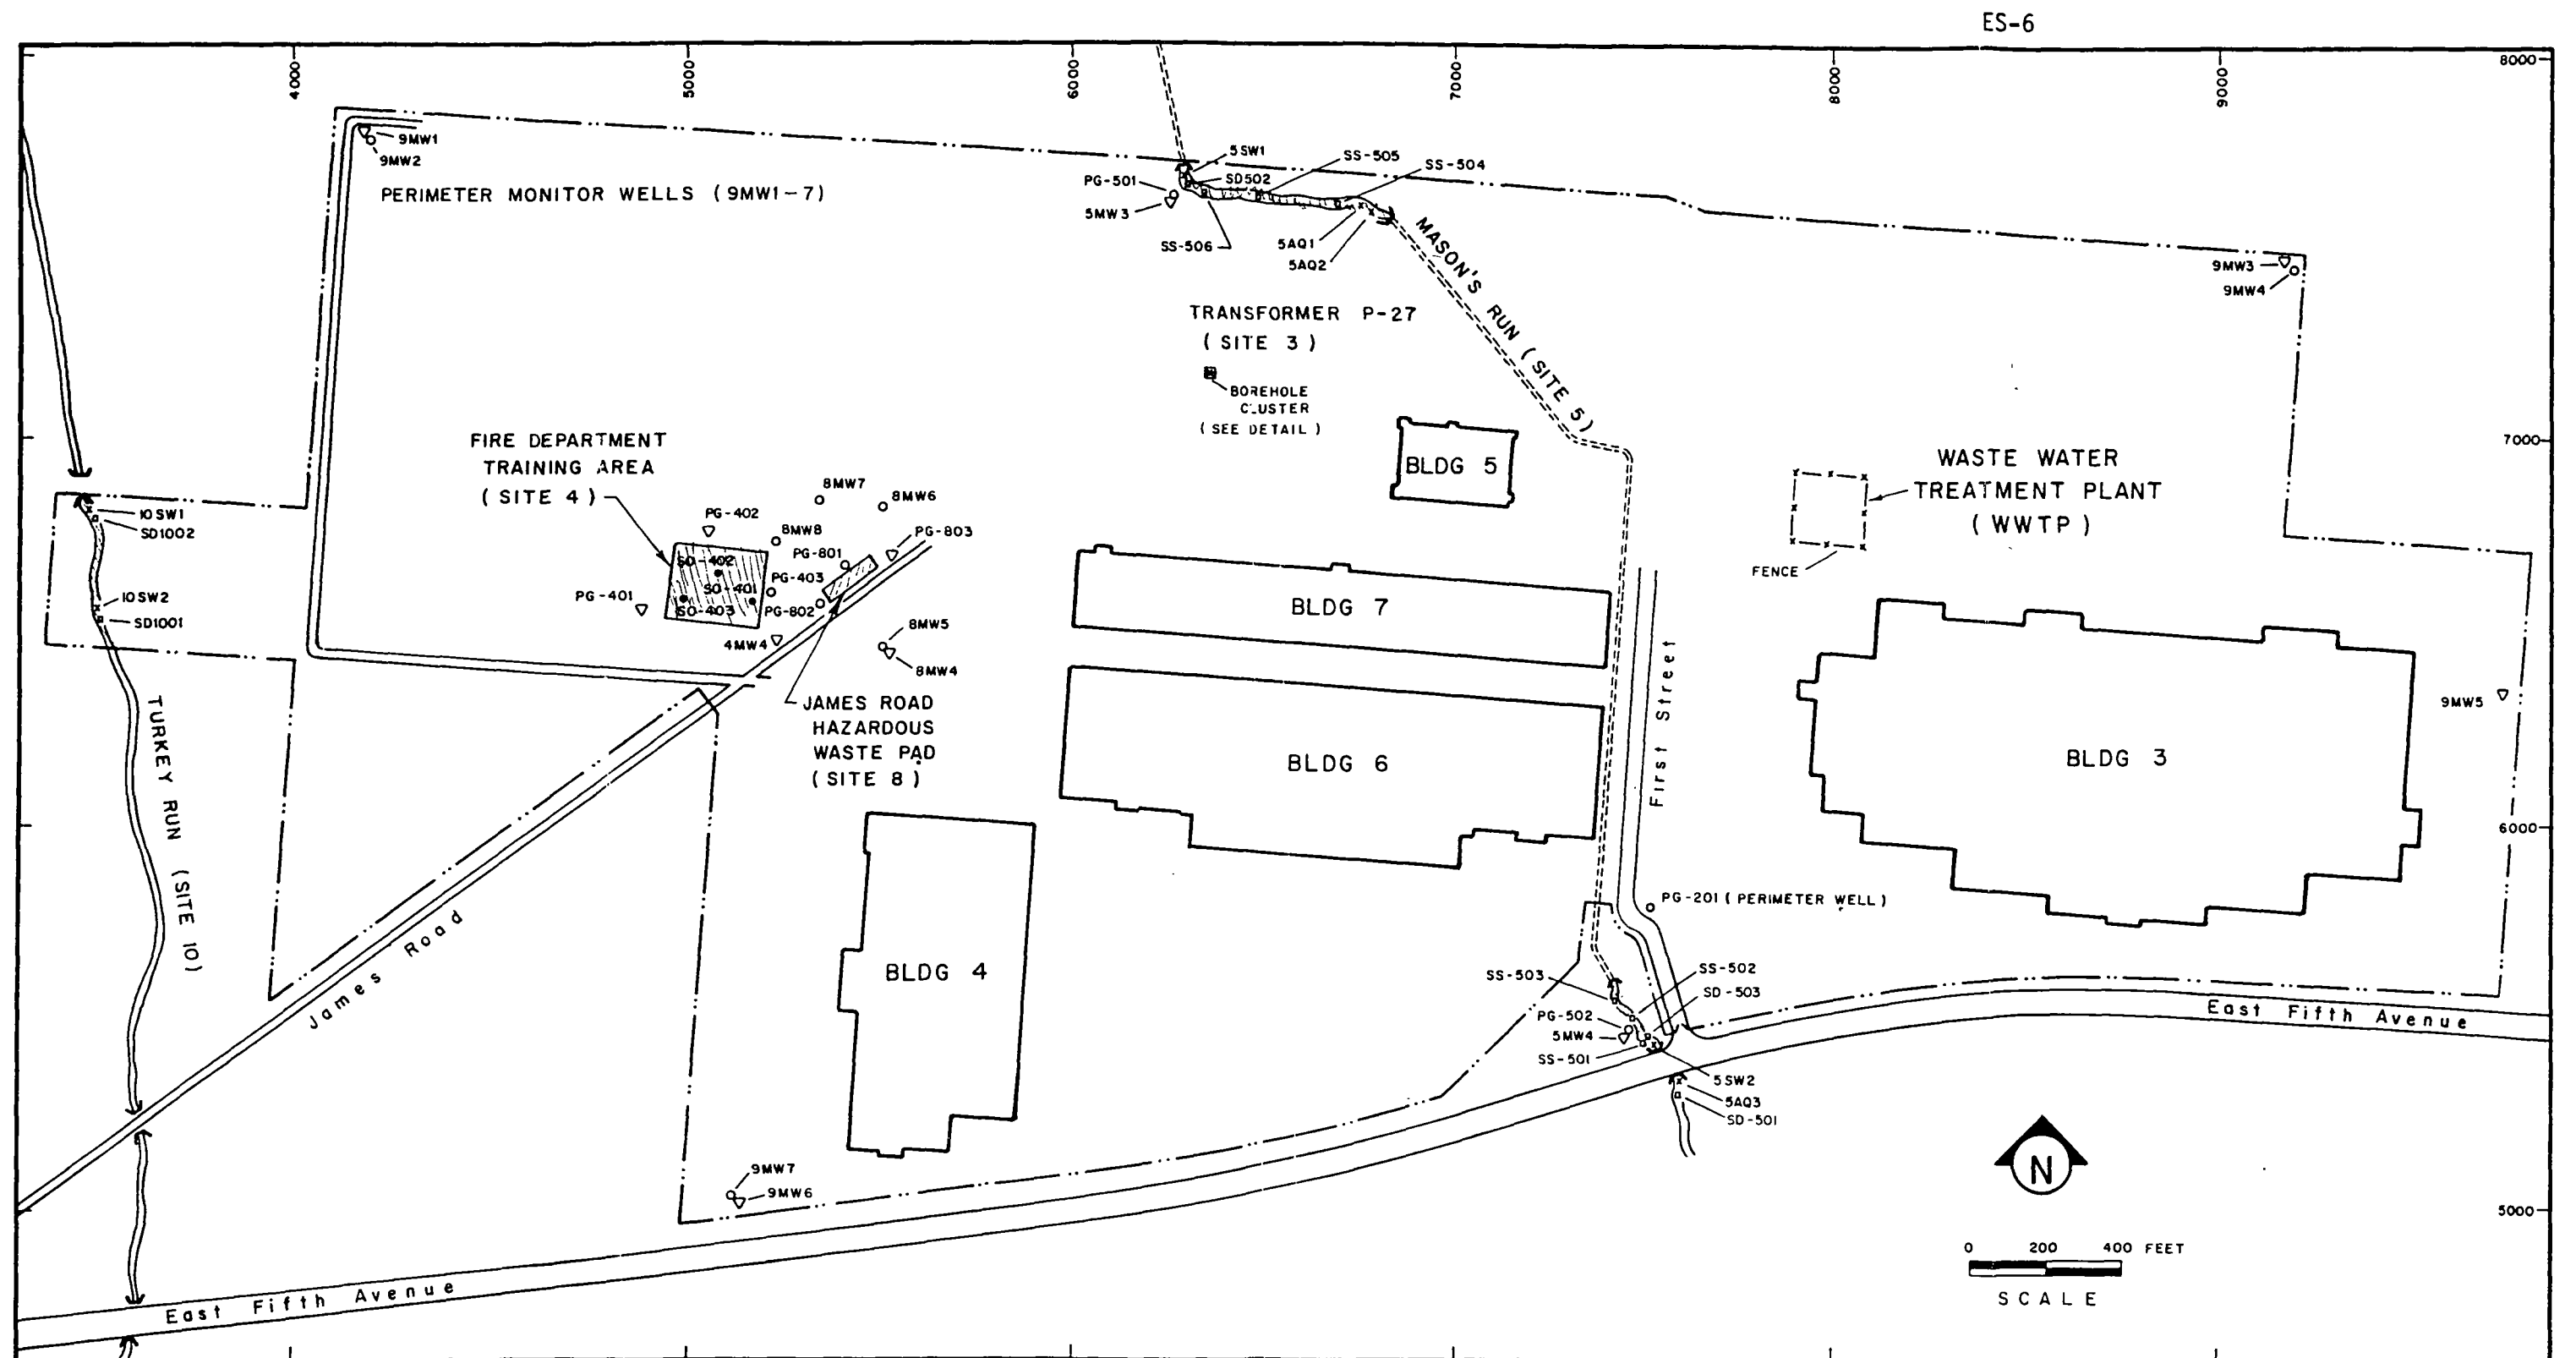 ES-6
4000
5000
6000
7000
8000
9000
8000
7000
6000
5000
9MW1
9MW2
PERIMETER MONITOR WELLS (9MW1-7)
5SW1
SS-505
SS-504
PG-501
SD502
5MW3
SS-506
5AQ1
5AQ2
MASON'S RUN (SITE 5)
9MW3
9MW4
TRANSFORMER P-27
(SITE 3)
BOREHOLE
CLUSTER
(SEE DETAIL)
FIRE DEPARTMENT
TRAINING AREA
(SITE 4)
BLDG 5
WASTE WATER
TREATMENT PLANT
(WWTP)
FENCE
10SW1
SD1002
10SW2
SD1001
8MW7
8MW6
PG-402
8MW8
PG-803
PG-801
SO-402
PG-403
SO-401
PG-401
SO-403
PG-802
4MW4
8MW5
8MW4
JAMES ROAD
HAZARDOUS
WASTE PAD
(SITE 8)
BLDG 7
BLDG 6
First Street
BLDG 3
9MW5
TURKEY RUN (SITE 10)
James Road
BLDG 4
PG-201 (PERIMETER WELL)
SS-503
SS-502
SD-503
PG-502
5MW4
SS-501
5SW2
5AQ3
SD-501
East Fifth Avenue
9MW7
9MW6
East Fifth Avenue
N
0 200 400 FEET
SCALE